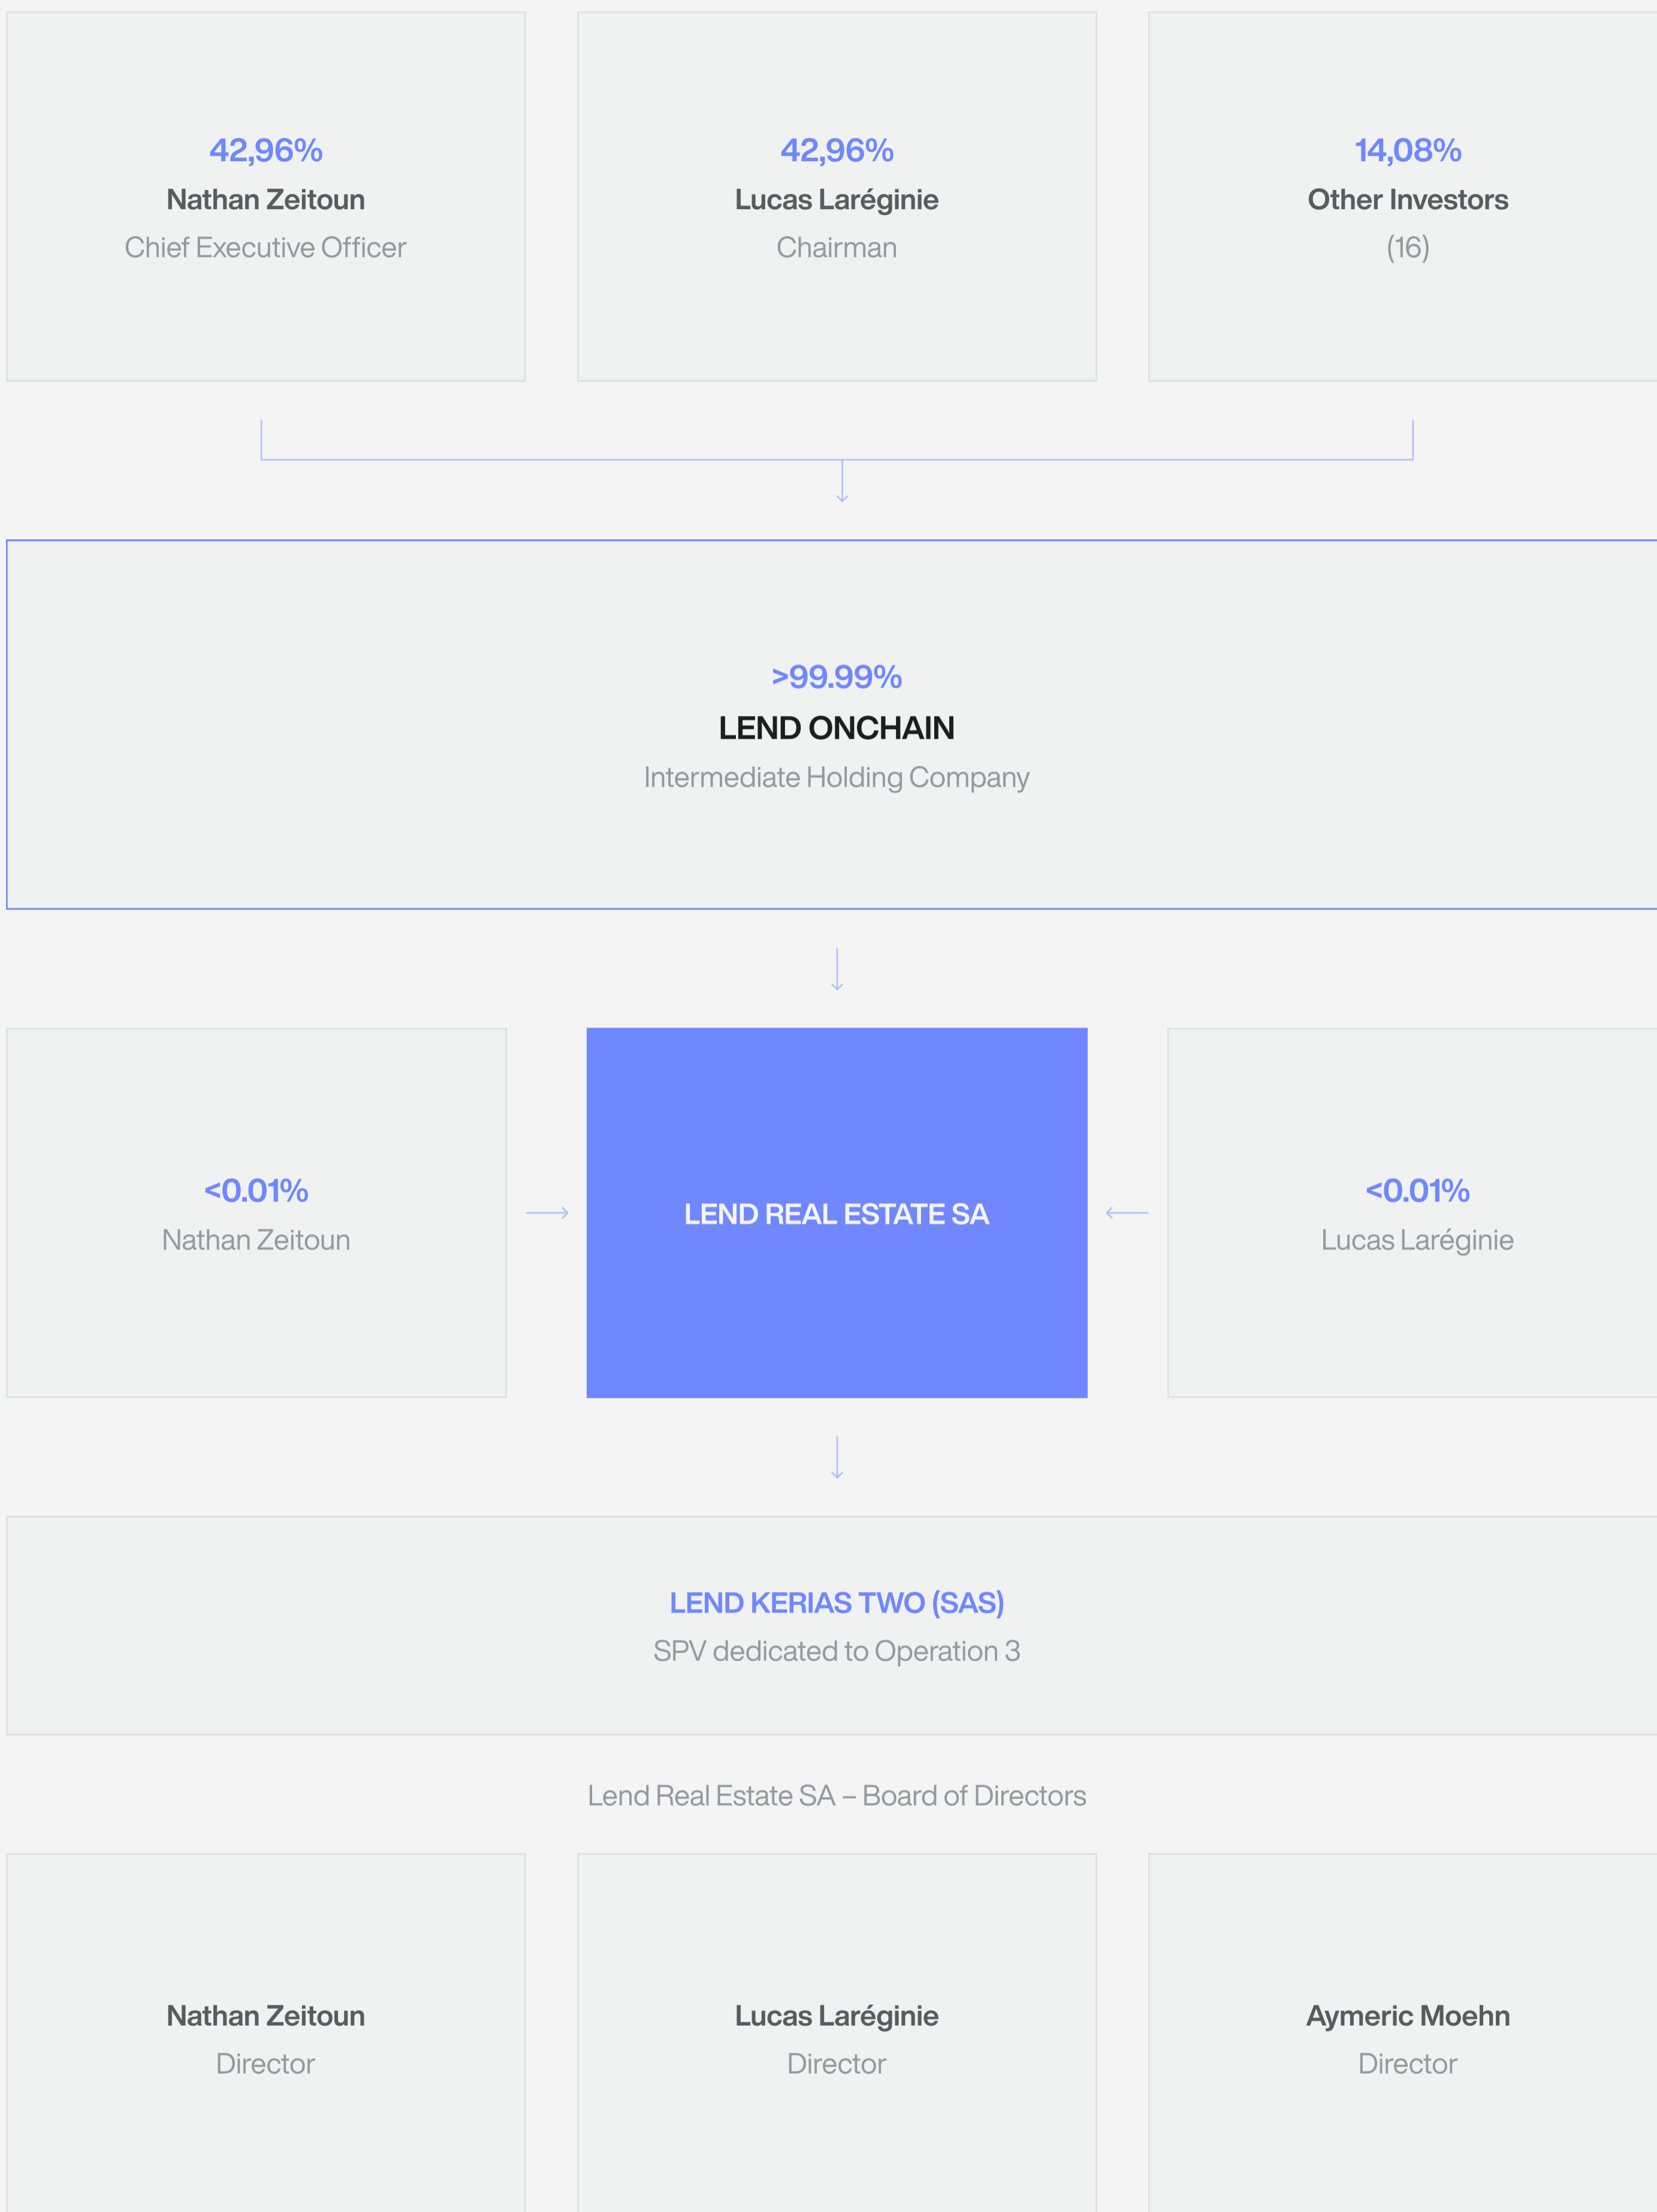 42,96%
Nathan Zeitoun
Chief Executive Officer
42,96%
Lucas Laréginie
Chairman
14,08%
Other Investors
(16)
>99.99%
LEND ONCHAIN
Intermediate Holding Company
<0.01%
Nathan Zeitoun
LEND REAL ESTATE SA
<0.01%
Lucas Laréginie
LEND KERIAS TWO (SAS)
SPV dedicated to Operation 3
Lend Real Estate SA – Board of Directors
Nathan Zeitoun
Director
Lucas Laréginie
Director
Aymeric Moehn
Director